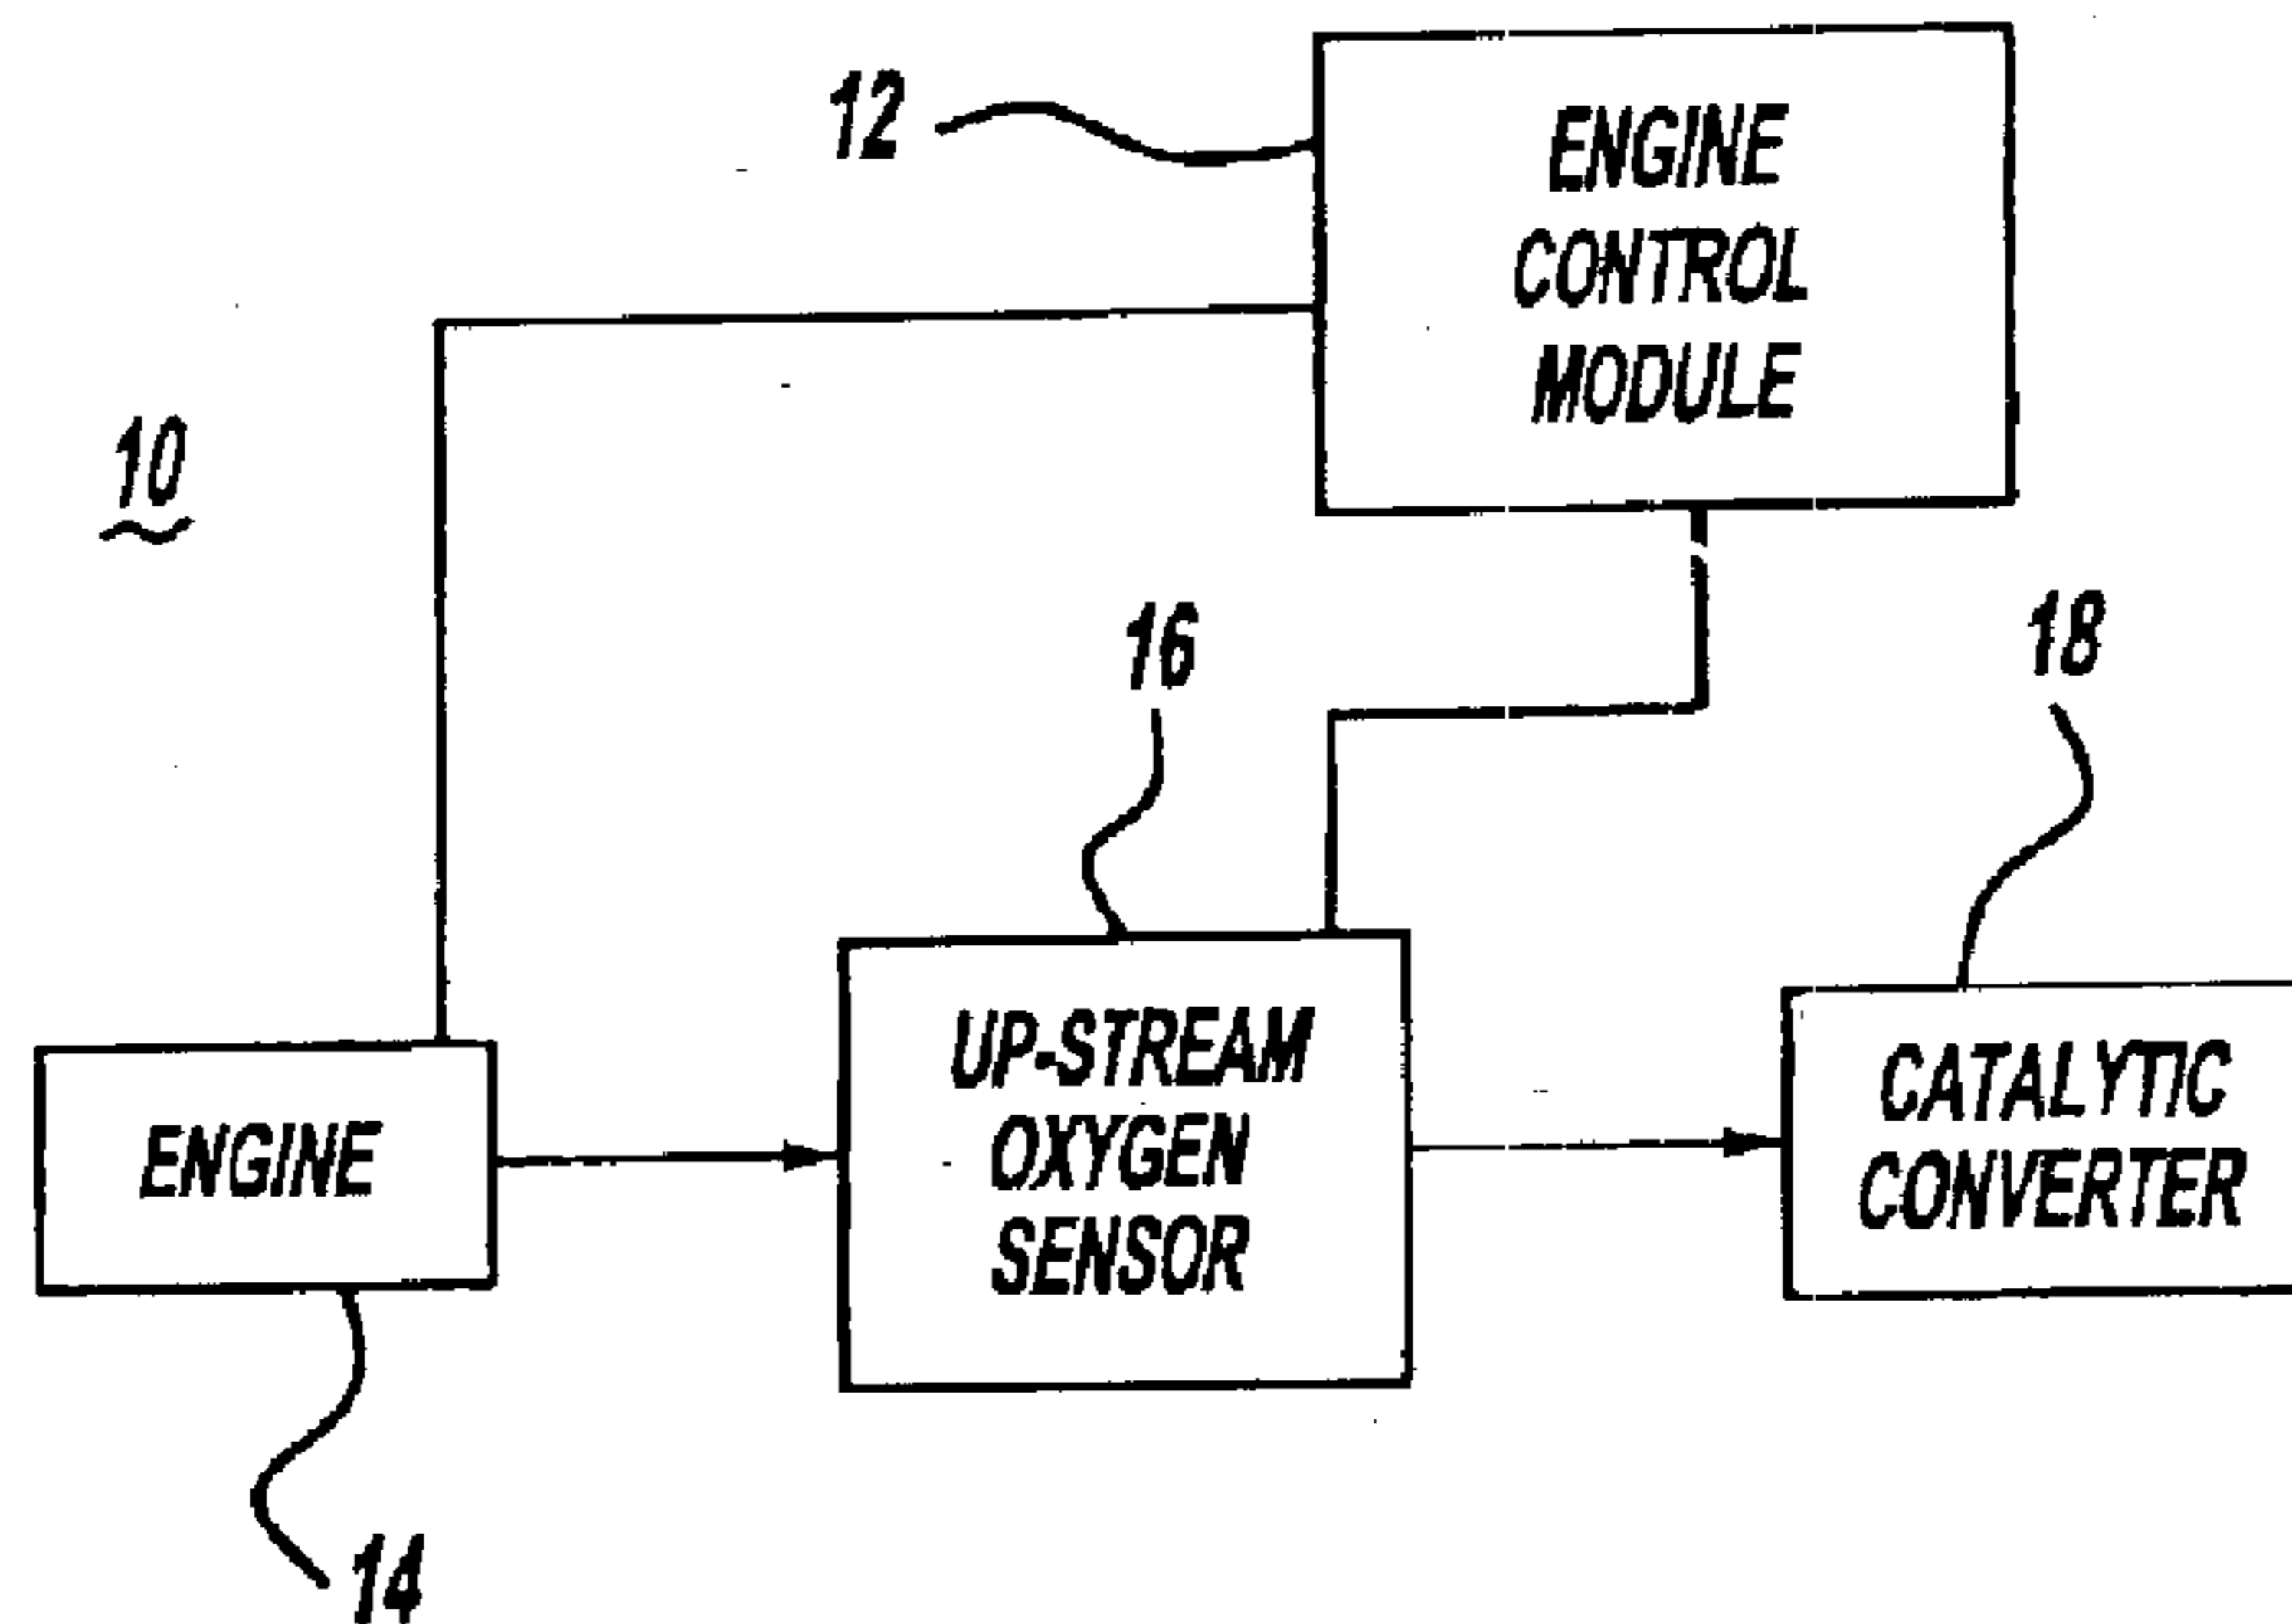 12
ENGINE
CONTROL
MODULE
10
16
18
UP-STREAM
OXYGEN
SENSOR
CATALYTIC
CONVERTER
ENGINE
14